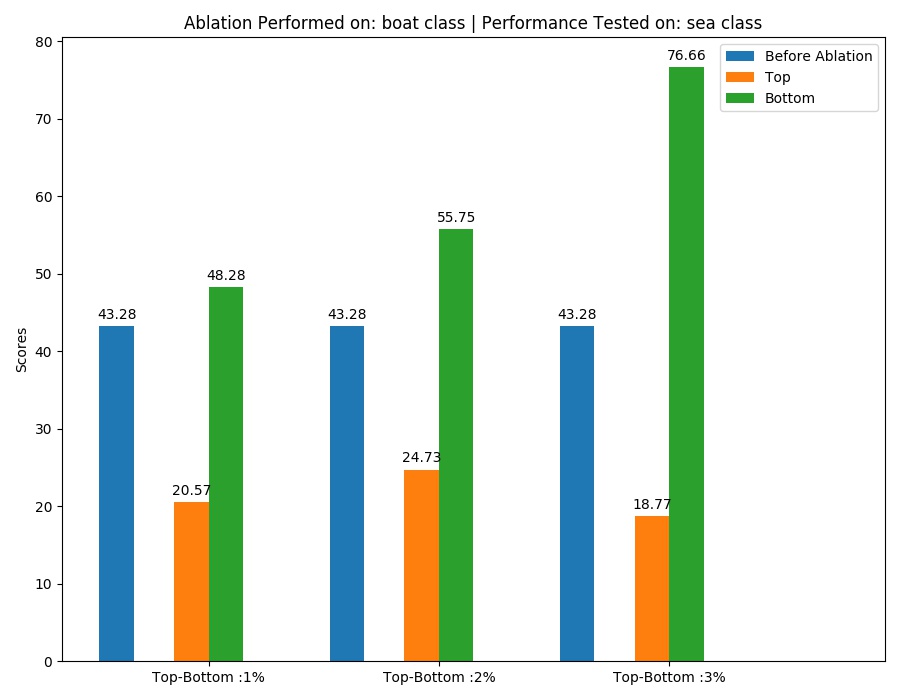 Ablation Performed on: boat class | Performance Tested on: sea class
Before Ablation
Top
Bottom
Scores
80
70
60
50
40
30
20
10
0
43.28
20.57
48.28
43.28
24.73
55.75
43.28
18.77
76.66
Top-Bottom :1%
Top-Bottom :2%
Top-Bottom :3%